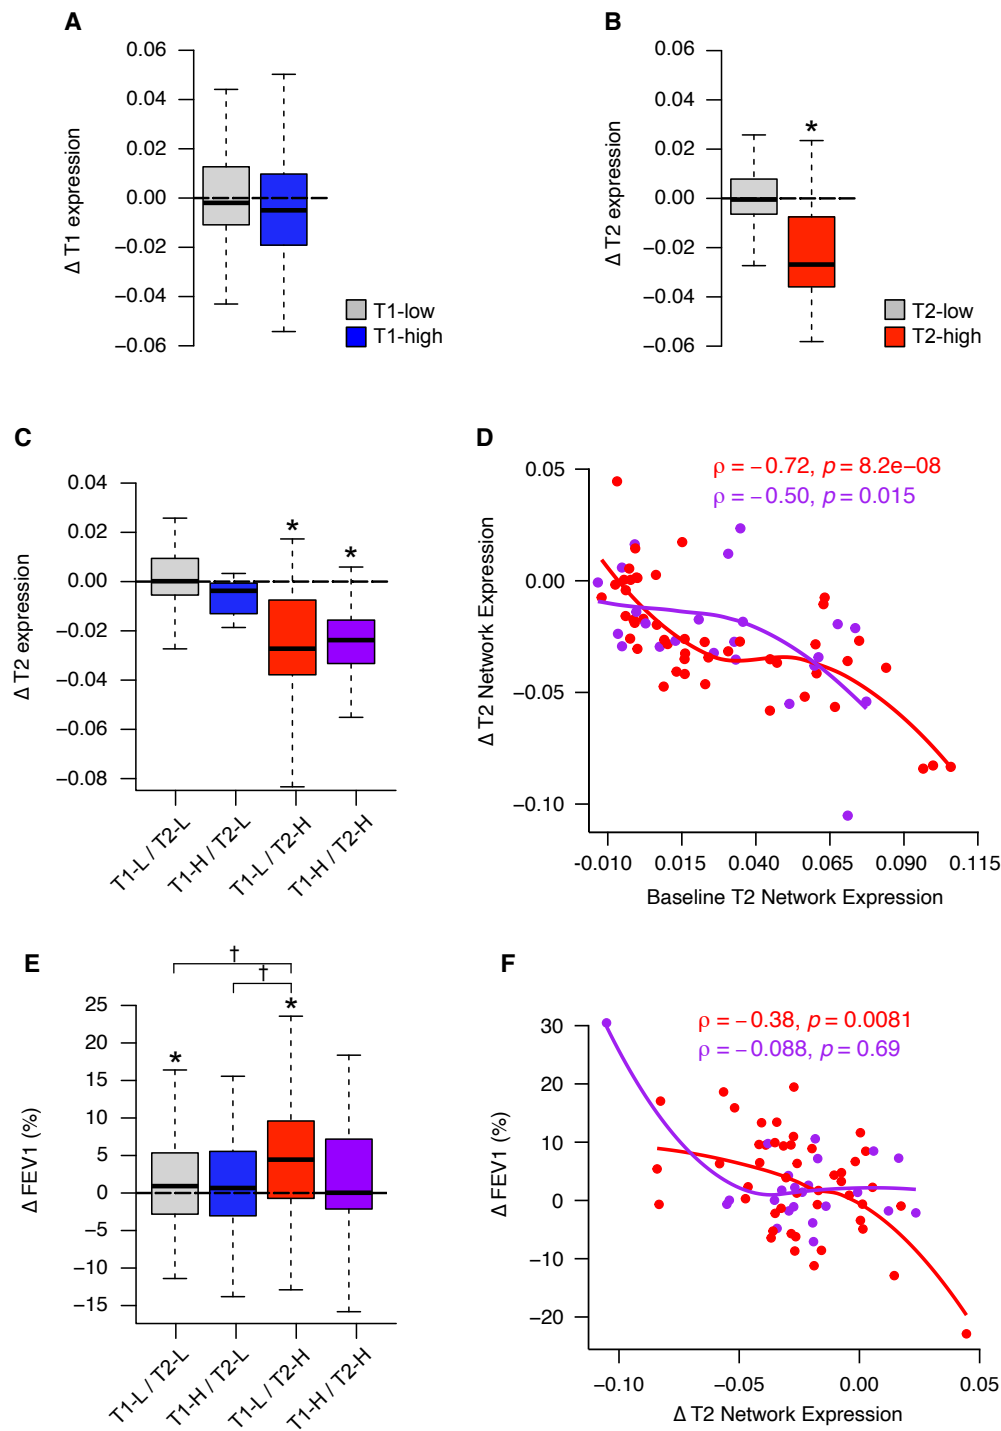 A
0.06
0.04
0.02
0.00
−0.02
−0.04
−0.06
Δ T1 expression
T1-low
T1-high
B
0.06
0.04
0.02
0.00
−0.02
−0.04
−0.06
Δ T2 expression
*
T2-low
T2-high
C
0.04
0.02
0.00
−0.02
−0.04
−0.06
−0.08
Δ T2 expression
*
*
T1-L / T2-L
T1-H / T2-L
T1-L / T2-H
T1-H / T2-H
D
ρ = −0.72, p = 8.2e−08
ρ = −0.50, p = 0.015
0.05
0.00
−0.05
−0.10
Δ T2 Network Expression
-0.010 0.015 0.040 0.065 0.090 0.115
Baseline T2 Network Expression
E
†
†
*
*
25
20
15
10
5
0
−5
−10
−15
Δ FEV1 (%)
T1-L / T2-L
T1-H / T2-L
T1-L / T2-H
T1-H / T2-H
F
ρ = −0.38, p = 0.0081
ρ = −0.088, p = 0.69
30
20
10
0
−10
−20
Δ FEV1 (%)
−0.10 −0.05 0.00 0.05
Δ T2 Network Expression